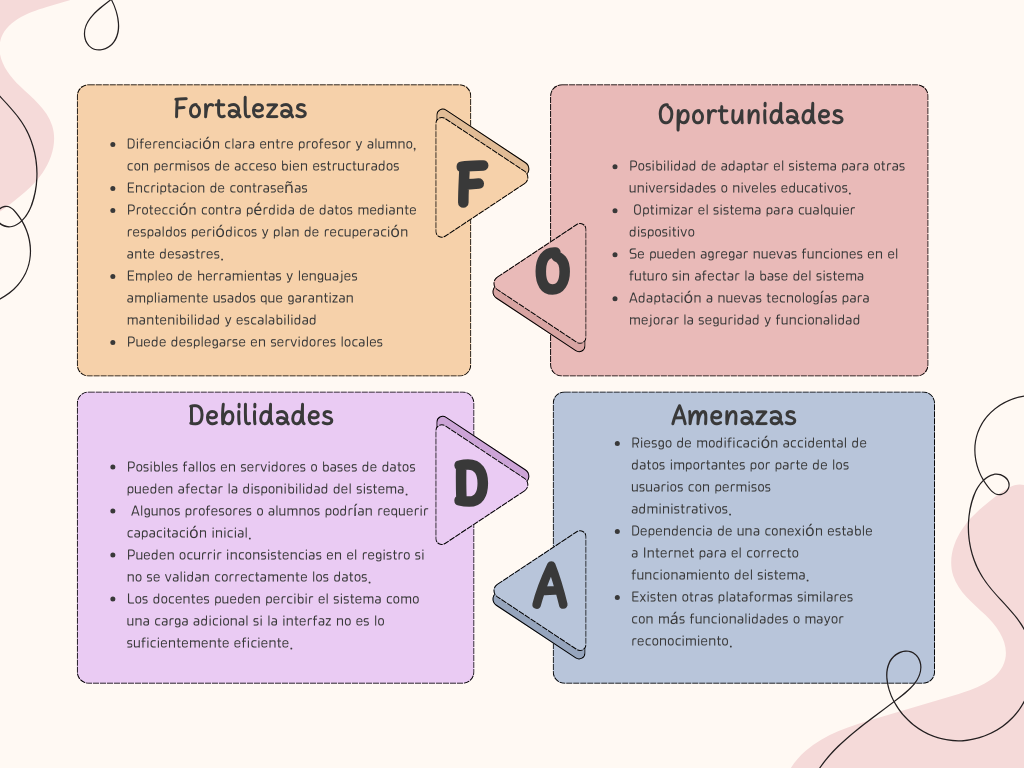 Fortalezas
• Diferenciación clara entre profesor y alumno,
con permisos de acceso bien estructurados
• Encriptacion de contraseñas
• Protección contra pérdida de datos mediante
respaldos periódicos y plan de recuperación
ante desastres.
• Empleo de herramientas y lenguajes
ampliamente usados que garantizan
mantenibilidad y escalabilidad
• Puede desplegarse en servidores locales
F
Oportunidades
• Posibilidad de adaptar el sistema para otras
universidades o niveles educativos.
• Optimizar el sistema para cualquier
dispositivo
• Se pueden agregar nuevas funciones en el
futuro sin afectar la base del sistema
• Adaptación a nuevas tecnologías para
mejorar la seguridad y funcionalidad
O
Debilidades
• Posibles fallos en servidores o bases de datos
pueden afectar la disponibilidad del sistema.
• Algunos profesores o alumnos podrían requerir
capacitación inicial.
• Pueden ocurrir inconsistencias en el registro si
no se validan correctamente los datos.
• Los docentes pueden percibir el sistema como
una carga adicional si la interfaz no es lo
suficientemente eficiente.
D
Amenazas
• Riesgo de modificación accidental de
datos importantes por parte de los
usuarios con permisos
administrativos.
• Dependencia de una conexión estable
a Internet para el correcto
funcionamiento del sistema.
• Existen otras plataformas similares
con más funcionalidades o mayor
reconocimiento.
A